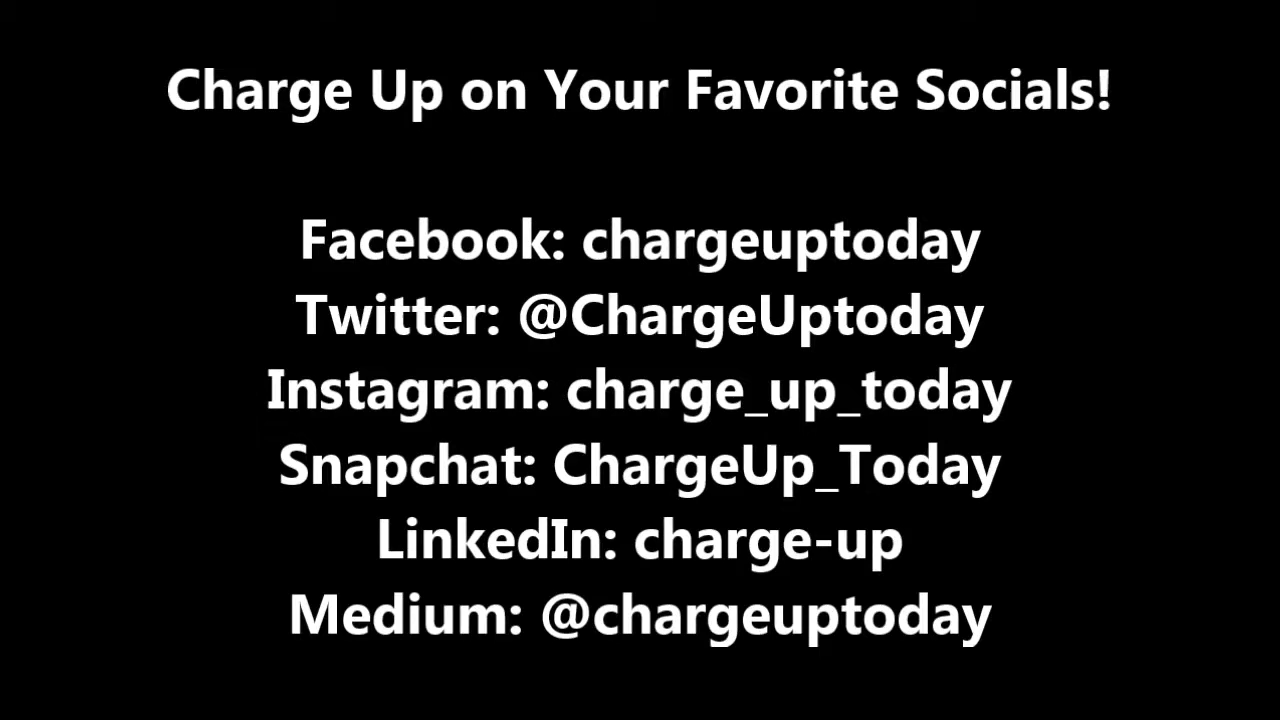 Charge Up on Your Favorite Socials!
Facebook: chargeuptoday
Twitter: @ChargeUptoday
Instagram: charge_up_today
Snapchat: ChargeUp_Today
LinkedIn: charge-up
Medium: @chargeuptoday